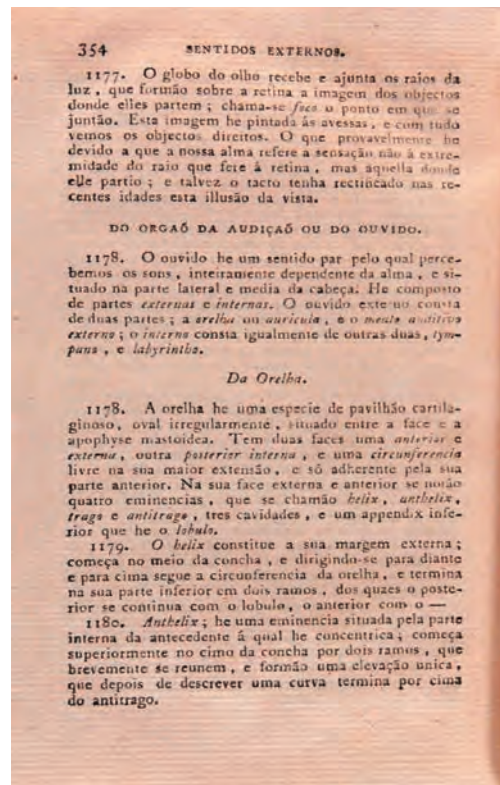 354 SENTIDOS EXTERNOS.
1177. O globo do olho recebe e ajunta os raios da
luz , que formão sobre a retina a imagem dos objectos
donde elles partem ; chama-se foco o ponto em que se
juntão. Esta imagem he pintada ás avessas , e com tudo
vemos os objectos direitos. O que provavelmente he
devido a que a nossa alma refere a sensação não á extre-
midade do raio que fere á retina , mas aquella donde
elle partio ; e talvez o tacto tenha rectificado nas re-
centes idades esta illusão da vista.
DO ORGAÕ DA AUDIÇAÕ OU DO OUVIDO.
1178. O ouvido he um sentido par pelo qual perce-
bemos os sons , inteiramente dependente da alma , e si-
tuado na parte lateral e media da cabeça. He composto
de partes externas e internas. O ouvido externo consta
de duas partes ; a orelha ou auricula , e o meato auditivo
externo ; o interno consta igualmente de outras duas , tym-
pano , e labyrintho.
Da Orelha.
1178. A orelha he uma especie de pavilhão cartila-
ginoso , oval irregularmente , situado entre a face e a
apophyse mastoidea. Tem duas faces uma anterior e
externa , outra posterior interna , e uma circunferencia
livre na sua maior extensão , e só adherente pela sua
parte anterior. Na sua face externa e anterior se notão
quatro eminencias , que se chamão helix , anthelix ,
trago e antitrago , tres cavidades , e um appendix infe-
rior que he o lobulo.
1179. O helix constitue a sua margem externa ;
começa no meio da concha , e dirigindo-se para diante
e para cima segue a circunferencia da orelha , e termina
na sua parte inferior em dois ramos , dos quaes o poste-
rior se continua com o lobulo , o anterior com o —
1180. Anthelix ; he uma eminencia situada pela parte
interna da antecedente á qual he concentrica ; começa
superiormente no cimo da concha por dois ramos , que
brevemente se reunem , e formão uma elevação unica ,
que depois de descrever uma curva termina por cima
do antitrago.